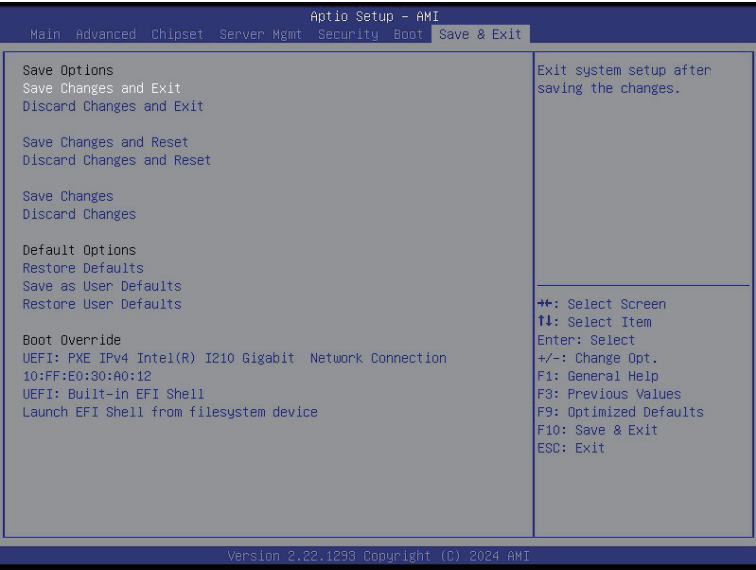 Aptio Setup – AMI
Main Advanced Chipset Server Mgmt Security Boot Save & Exit
Save Options
Save Changes and Exit
Discard Changes and Exit
Save Changes and Reset
Discard Changes and Reset
Save Changes
Discard Changes
Default Options
Restore Defaults
Save as User Defaults
Restore User Defaults
Boot Override
UEFI: PXE IPv4 Intel(R) I210 Gigabit  Network Connection
10:FF:E0:30:A0:12
UEFI: Built-in EFI Shell
Launch EFI Shell from filesystem device
Exit system setup after
saving the changes.
→←: Select Screen
↑↓: Select Item
Enter: Select
+/-: Change Opt.
F1: General Help
F3: Previous Values
F9: Optimized Defaults
F10: Save & Exit
ESC: Exit
Version 2.22.1293 Copyright (C) 2024 AMI